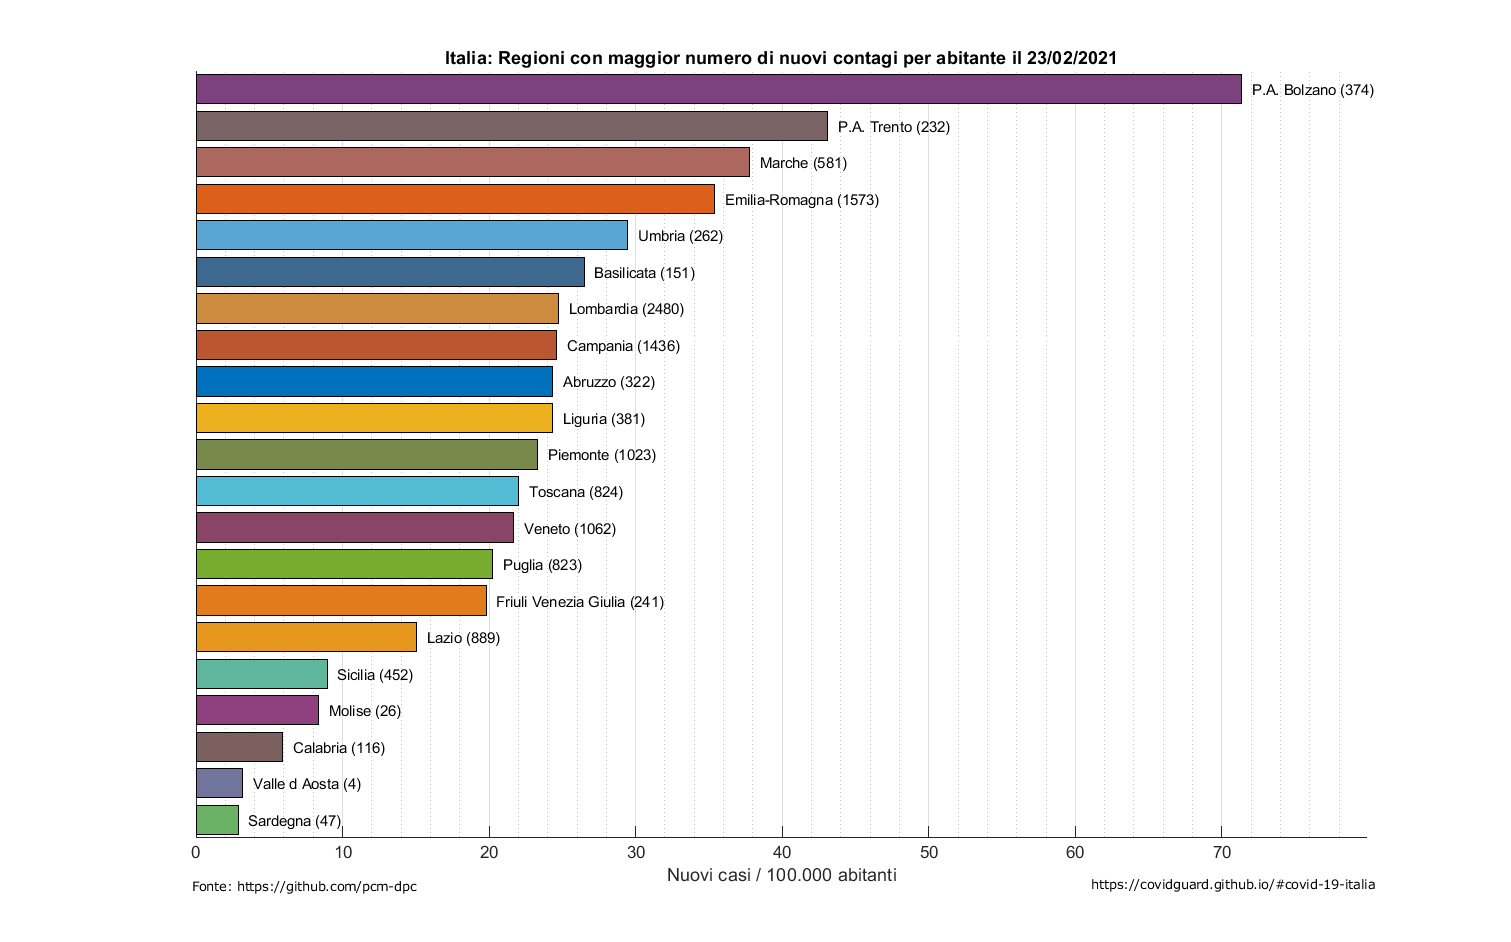 Italia: Regioni con maggior numero di nuovi contagi per abitante il 23/02/2021
P.A. Bolzano (374)
P.A. Trento (232)
Marche (581)
Emilia-Romagna (1573)
Umbria (262)
Basilicata (151)
Lombardia (2480)
Campania (1436)
Abruzzo (322)
Liguria (381)
Piemonte (1023)
Toscana (824)
Veneto (1062)
Puglia (823)
Friuli Venezia Giulia (241)
Lazio (889)
Sicilia (452)
Molise (26)
Calabria (116)
Valle d Aosta (4)
Sardegna (47)
0 10 20 30 40 50 60 70
Nuovi casi / 100.000 abitanti
Fonte: https://github.com/pcm-dpc
https://covidguard.github.io/#covid-19-italia